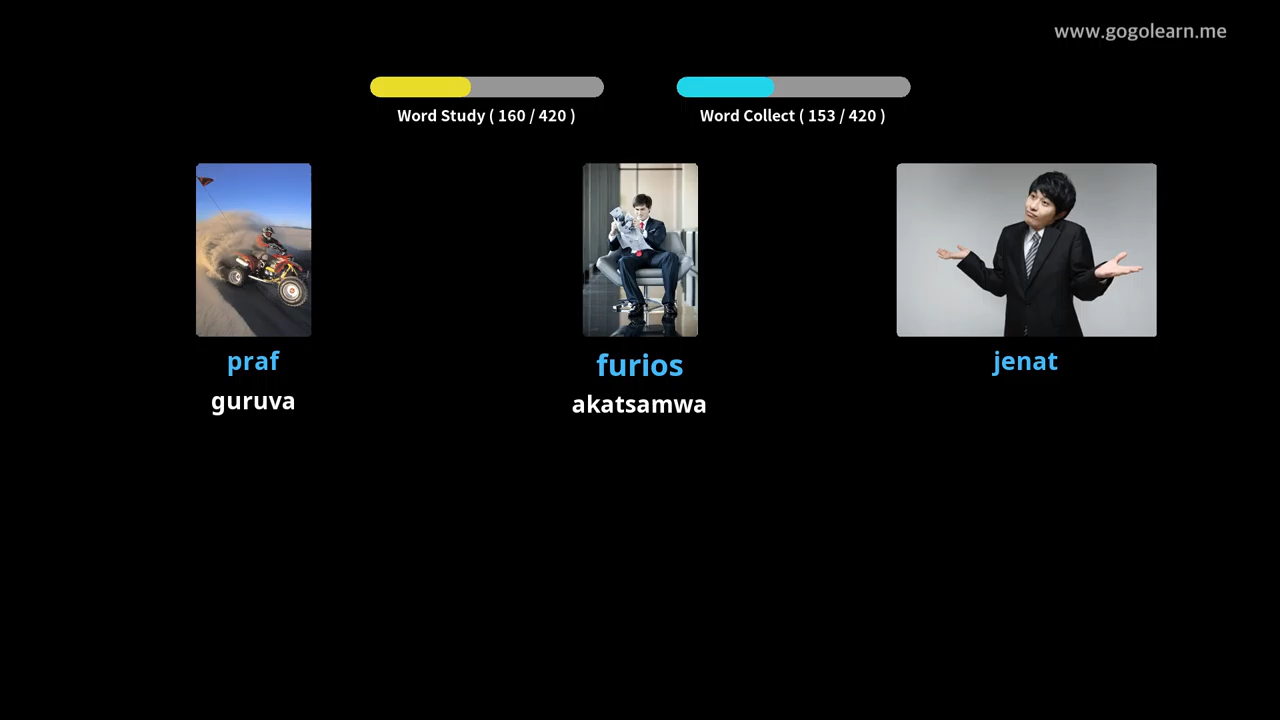 www.gogolearn.me
Word Study ( 160 / 420 )
Word Collect ( 153 / 420 )
praf
guruva
furios
akatsamwa
jenat